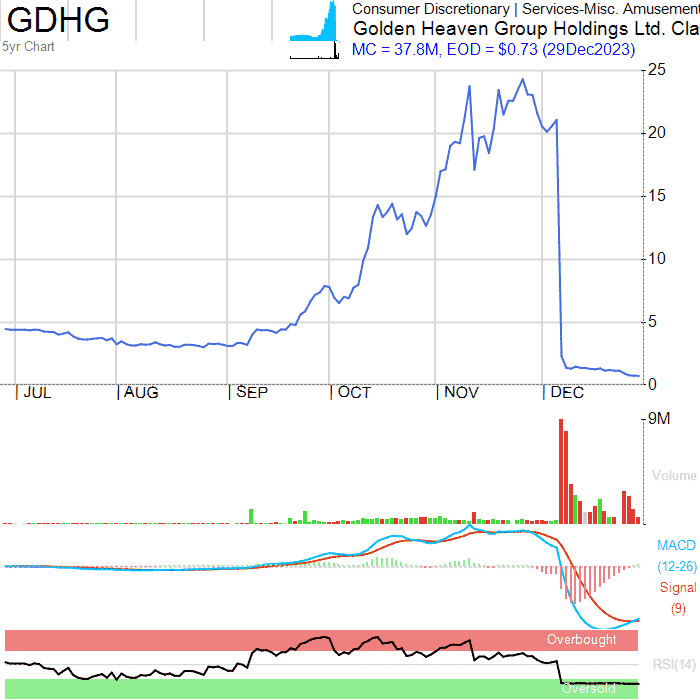 GDHG
5yr Chart
Consumer Discretionary | Services-Misc. Amusement
Golden Heaven Group Holdings Ltd. Cla
MC = 37.8M, EOD = $0.73 (29Dec2023)
25
20
15
10
5
0
JUL AUG SEP OCT NOV DEC
9M
Volume
MACD
(12-26)
Signal
(9)
Overbought
RSI(14)
Oversold